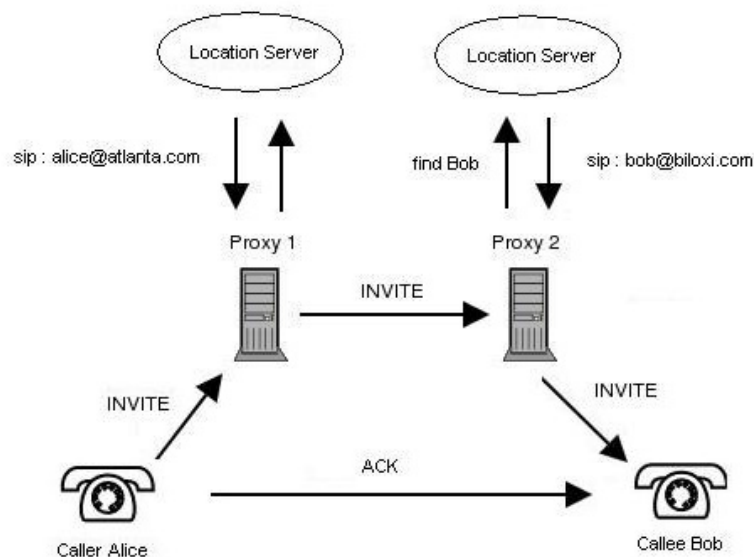 Location Server
Location Server
sip : alice@atlanta.com
find Bob
sip : bob@biloxi.com
Proxy 1
Proxy 2
INVITE
INVITE
INVITE
ACK
Caller Alice
Callee Bob